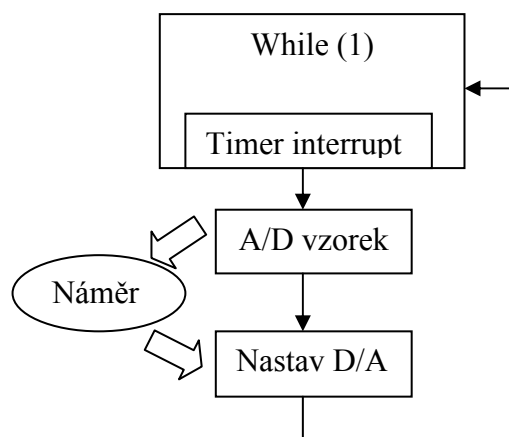 While (1)
Timer interrupt
A/D vzorek
Náměr
Nastav D/A